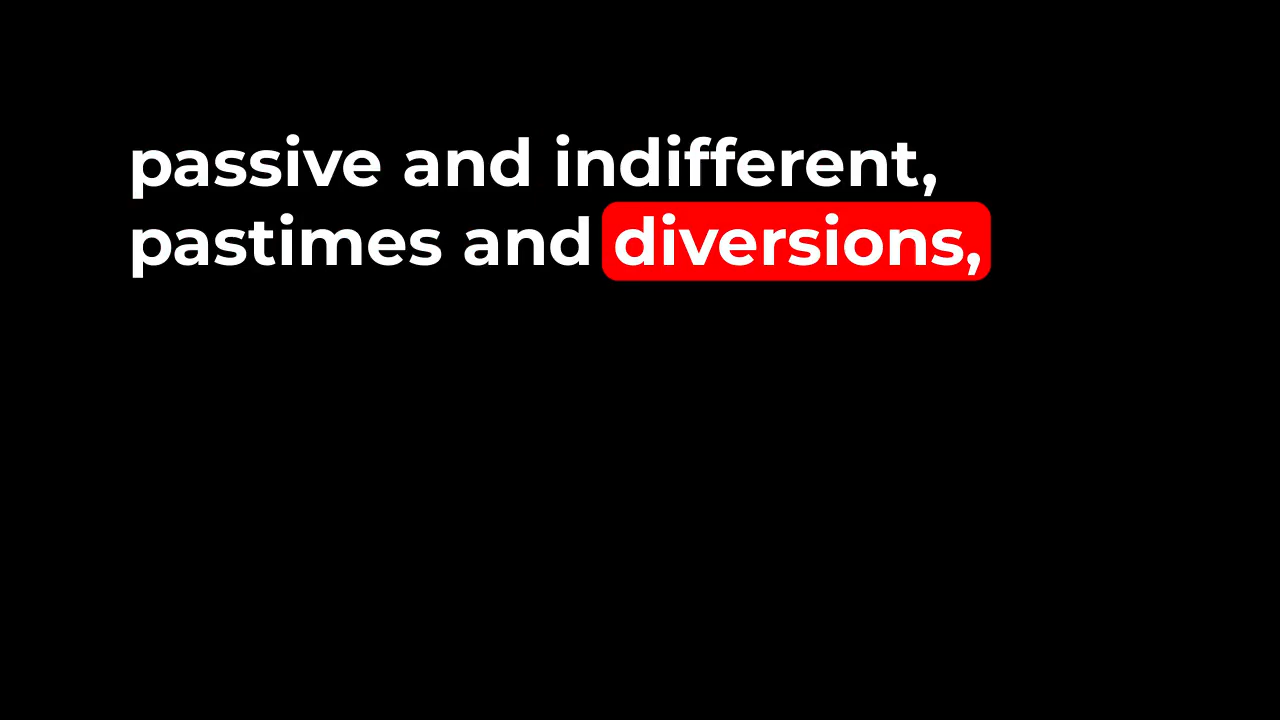 passive and indifferent,
pastimes and diversions,